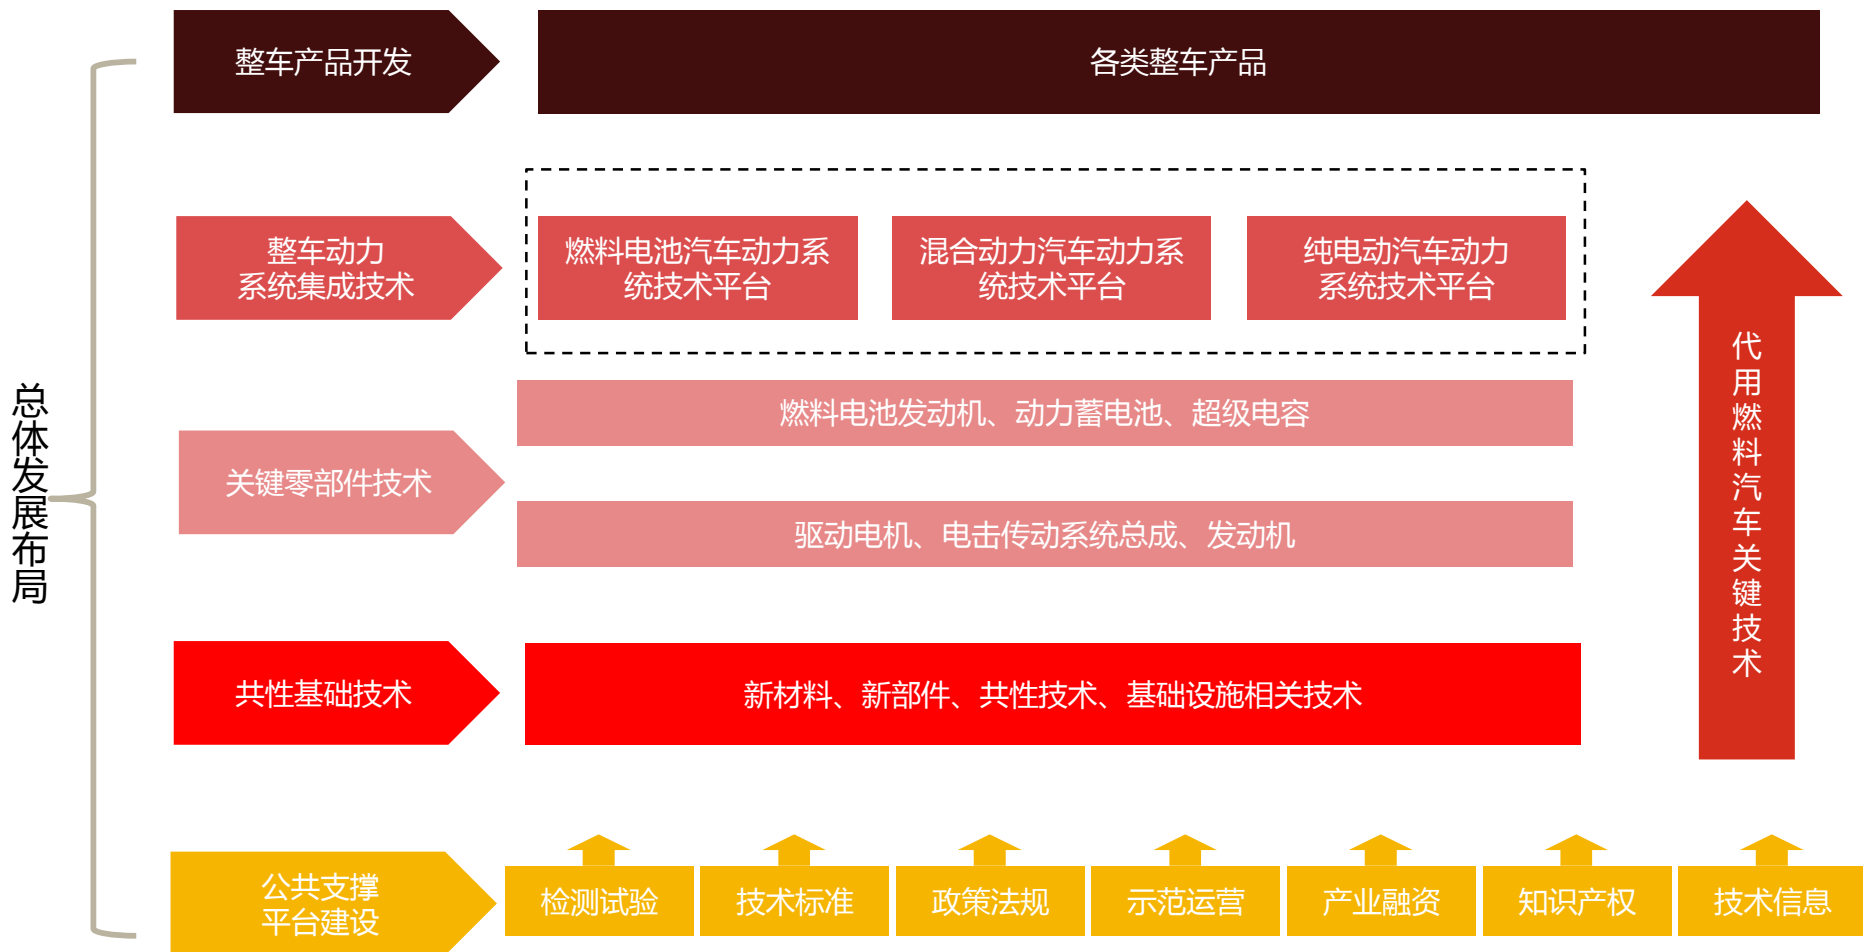 总体发展布局
整车产品开发
各类整车产品
整车动力
系统集成技术
燃料电池汽车动力系
统技术平台
混合动力汽车动力系
统技术平台
纯电动汽车动力
系统技术平台
关键零部件技术
燃料电池发动机、动力蓄电池、超级电容
驱动电机、电击传动系统总成、发动机
代用燃料汽车关键技术
共性基础技术
新材料、新部件、共性技术、基础设施相关技术
公共支撑
平台建设
检测试验
技术标准
政策法规
示范运营
产业融资
知识产权
技术信息